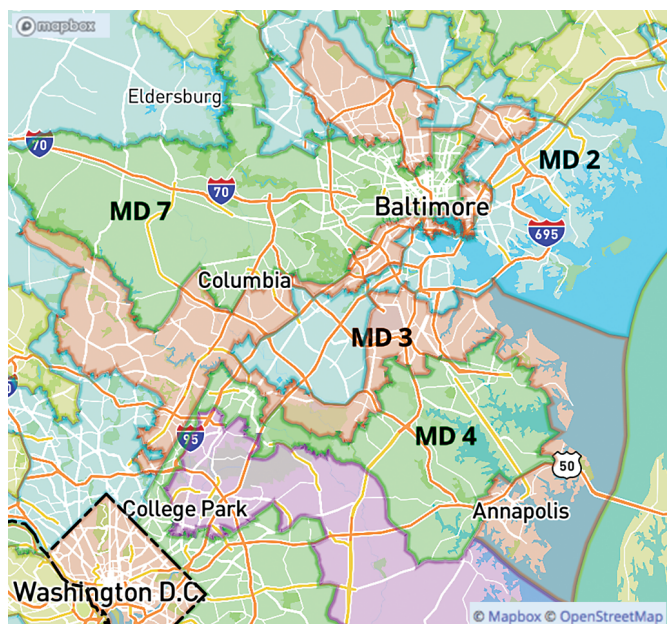 mapbox
Eldersburg
70
MD 2
70
MD 7
Baltimore
695
Columbia
MD 3
MD 4
95
50
College Park
Annapolis
Washington D.C.
© Mapbox © OpenStreetMap